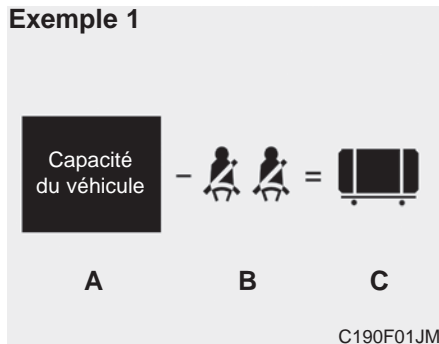 Exemple 1
Capacité
du véhicule
- =
A B C
C190F01JM